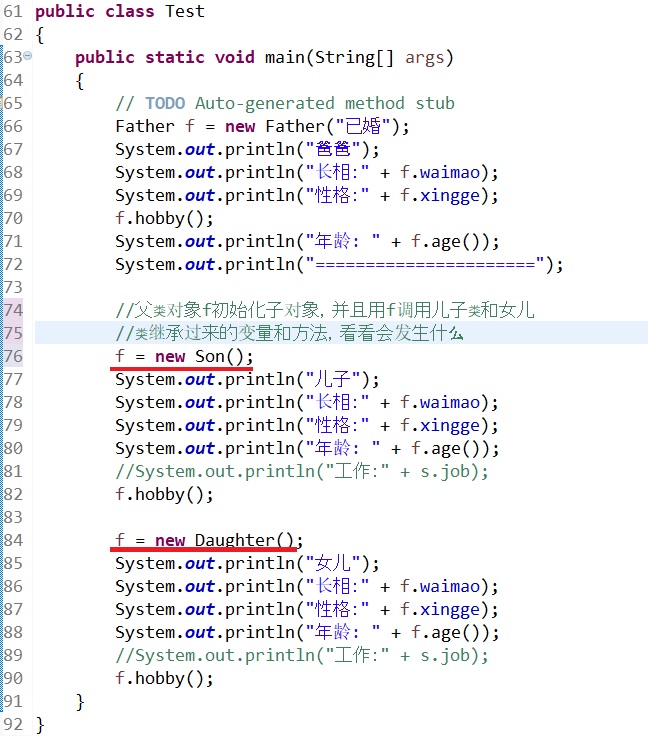 61 public class Test
62 {
63 public static void main(String[] args)
64 {
65 // TODO Auto-generated method stub
66 Father f = new Father("已婚");
67 System.out.println("爸爸");
68 System.out.println("长相:" + f.waimao);
69 System.out.println("性格:" + f.xingge);
70 f.hobby();
71 System.out.println("年龄: " + f.age());
72 System.out.println("======================");
73
74 //父类对象f初始化子对象, 并且用f调用儿子类和女儿
75 //类继承过来的变量和方法, 看看会发生什么
76 f = new Son();
77 System.out.println("儿子");
78 System.out.println("长相:" + f.waimao);
79 System.out.println("性格:" + f.xingge);
80 System.out.println("年龄: " + f.age());
81 //System.out.println("工作:" + s.job);
82 f.hobby();
83
84 f = new Daughter();
85 System.out.println("女儿");
86 System.out.println("长相:" + f.waimao);
87 System.out.println("性格:" + f.xingge);
88 System.out.println("年龄: " + f.age());
89 //System.out.println("工作:" + s.job);
90 f.hobby();
91 }
92 }